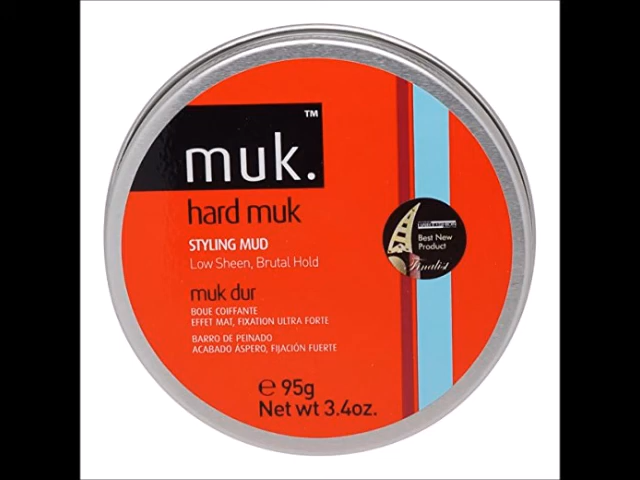 muk.™
hard muk
STYLING MUD
Low Sheen, Brutal Hold
muk dur
BOUE COIFFANTE
EFFET MAT, FIXATION ULTRA FORTE
BARRO DE PEINADO
ACABADO ÁSPERO, FIJACIÓN FUERTE
℮ 95g
Net wt 3.4oz.
Best New
Product
Finalist